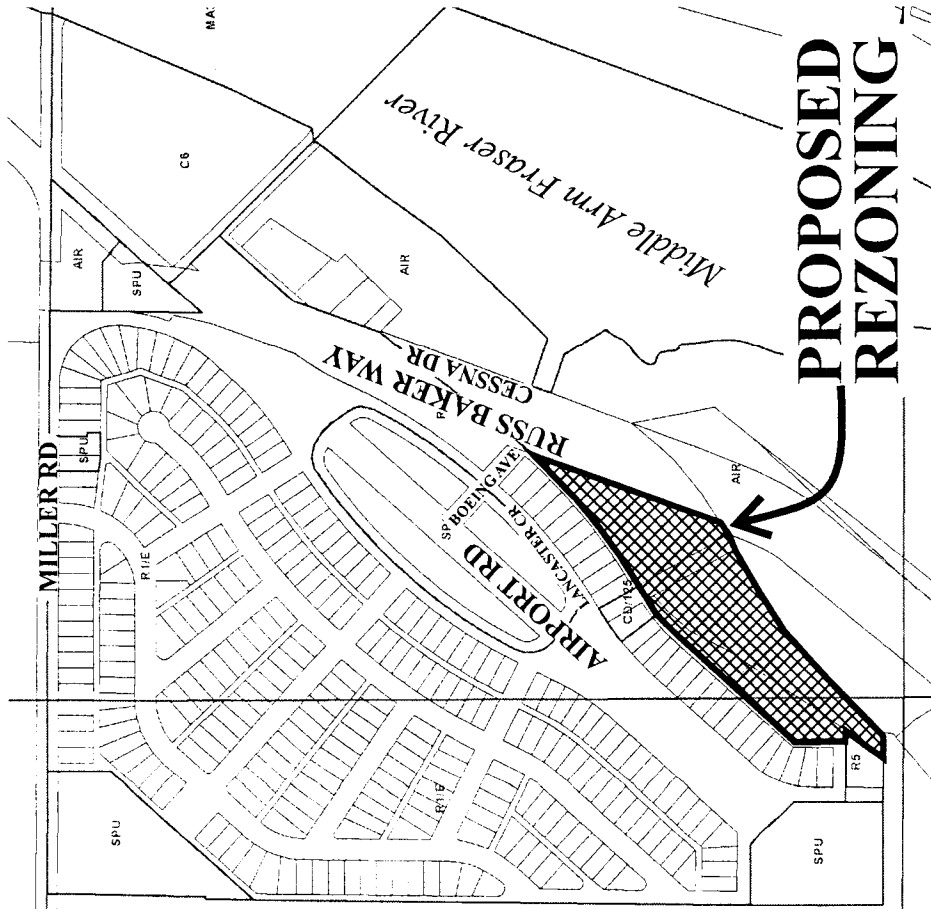 MA
C6
AIR
SPU
AIR
Middle Arm Fraser River
PROPOSED
REZONING
MILLER RD
SPU
R1/E
RUSS BAKER WAY
CESSNA DR
BOEING AVE
LANCASTER CR
AIRPORT RD
CD/125
AIR
R1/E
SPU
SPU
R5